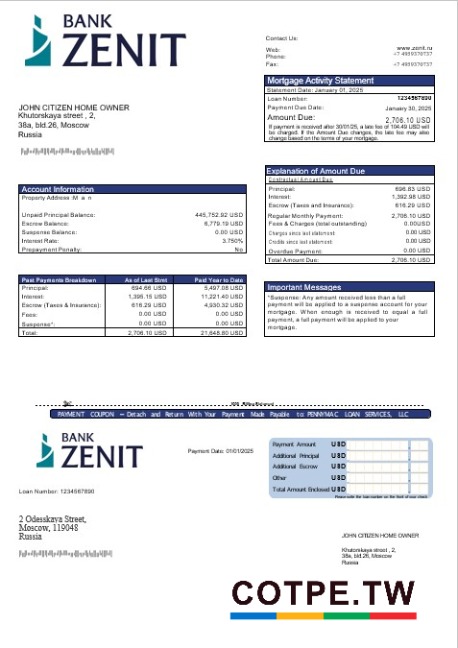 BANK
ZENIT
Contact Us:
Web: www.zenit.ru
Phone: +7 4959370737
Fax: +7 4959370737
Mortgage Activity Statement
Statement Date: January 01, 2025
Loan Number 1234567890
Payment Due Date: January 30, 2025
Amount Due: 2,706.10 USD
If payment is received after 30/01/25, a late fee of 104.49 USD will be
charged. If the Amount Due changes, the late fee may also
change based on the terms of your mortgage.
JOHN CITIZEN HOME OWNER
Khutorskaya street , 2,
38a, bld.26, Moscow
Russia
Explanation of Amount Due
Contractual Amount Due
Principal: 696.83 USD
Interest: 1,392.98 USD
Escrow (Taxes and Insurance): 616.29 USD
Regular Monthly Payment: 2,706.10 USD
Fees & Charges (total outstanding) 0.00USD
Charges since last statement: 0.00 USD
Credits since last statement: 0.00 USD
Overdue Payment: 0.00 USD
Total Amount Due: 2,706.10 USD
Account Information
Property Address
Unpaid Principal Balance: 445,752.92 USD
Escrow Balance: 6,779.19 USD
Suspense Balance: 0.00 USD
Interest Rate: 3.750%
Prepayment Penalty: No
Past Payments Breakdown As of Last Stmt Paid Year to Date
Principal: 694.66 USD 5,497.08 USD
Interest: 1,395.15 USD 11,221.40 USD
Escrow (Taxes & Insurance): 616.29 USD 4,930.32 USD
Fees: 0.00 USD 0.00 USD
Suspense*: 0.00 USD 0.00 USD
Total: 2,706.10 USD 21,648.80 USD
Important Messages
*Suspense: Any amount received less than a full
payment will be applied to a suspense account for your
mortgage. When enough is received to equal a full
payment, a full payment will be applied to your
mortgage.
PAYMENT COUPON – Detach and Return With Your Payment Made Payable to PENNYMAC LOAN SERVICES, LLC
BANK
ZENIT
Payment Date: 01/01/2025
Payment Amount USD
Additional Principal USD
Additional Escrow USD
Other USD
Total Amount Enclosed USD
Please write the loan number on the front of your check
Loan Number: 1234567890
2 Odesskaya Street,
Moscow, 119048
Russia
JOHN CITIZEN HOME OWNER
Khutorskaya street , 2,
38a, bld.26, Moscow
Russia
COTPE.TW